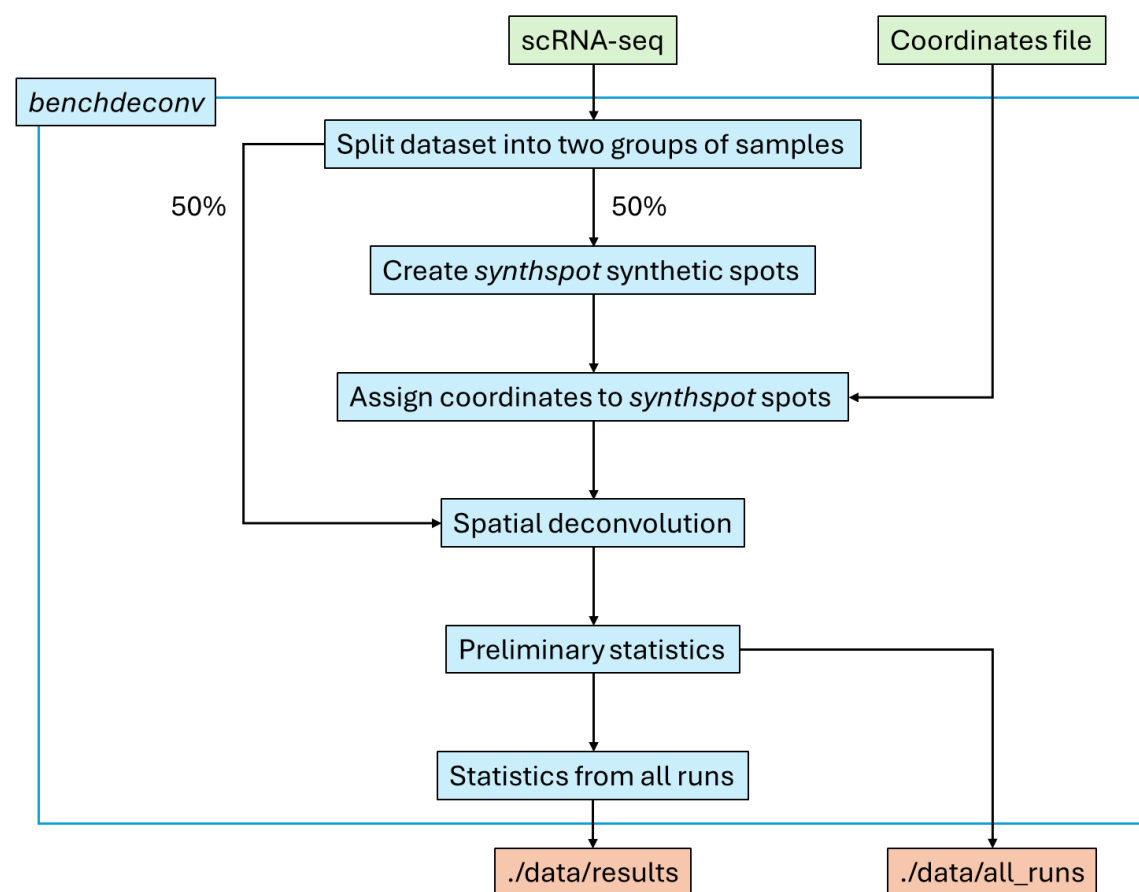 scRNA-seq
Coordinates file
benchdeconv
Split dataset into two groups of samples
50%
50%
Create synthspot synthetic spots
Assign coordinates to synthspot spots
Spatial deconvolution
Preliminary statistics
Statistics from all runs
./data/results
./data/all_runs